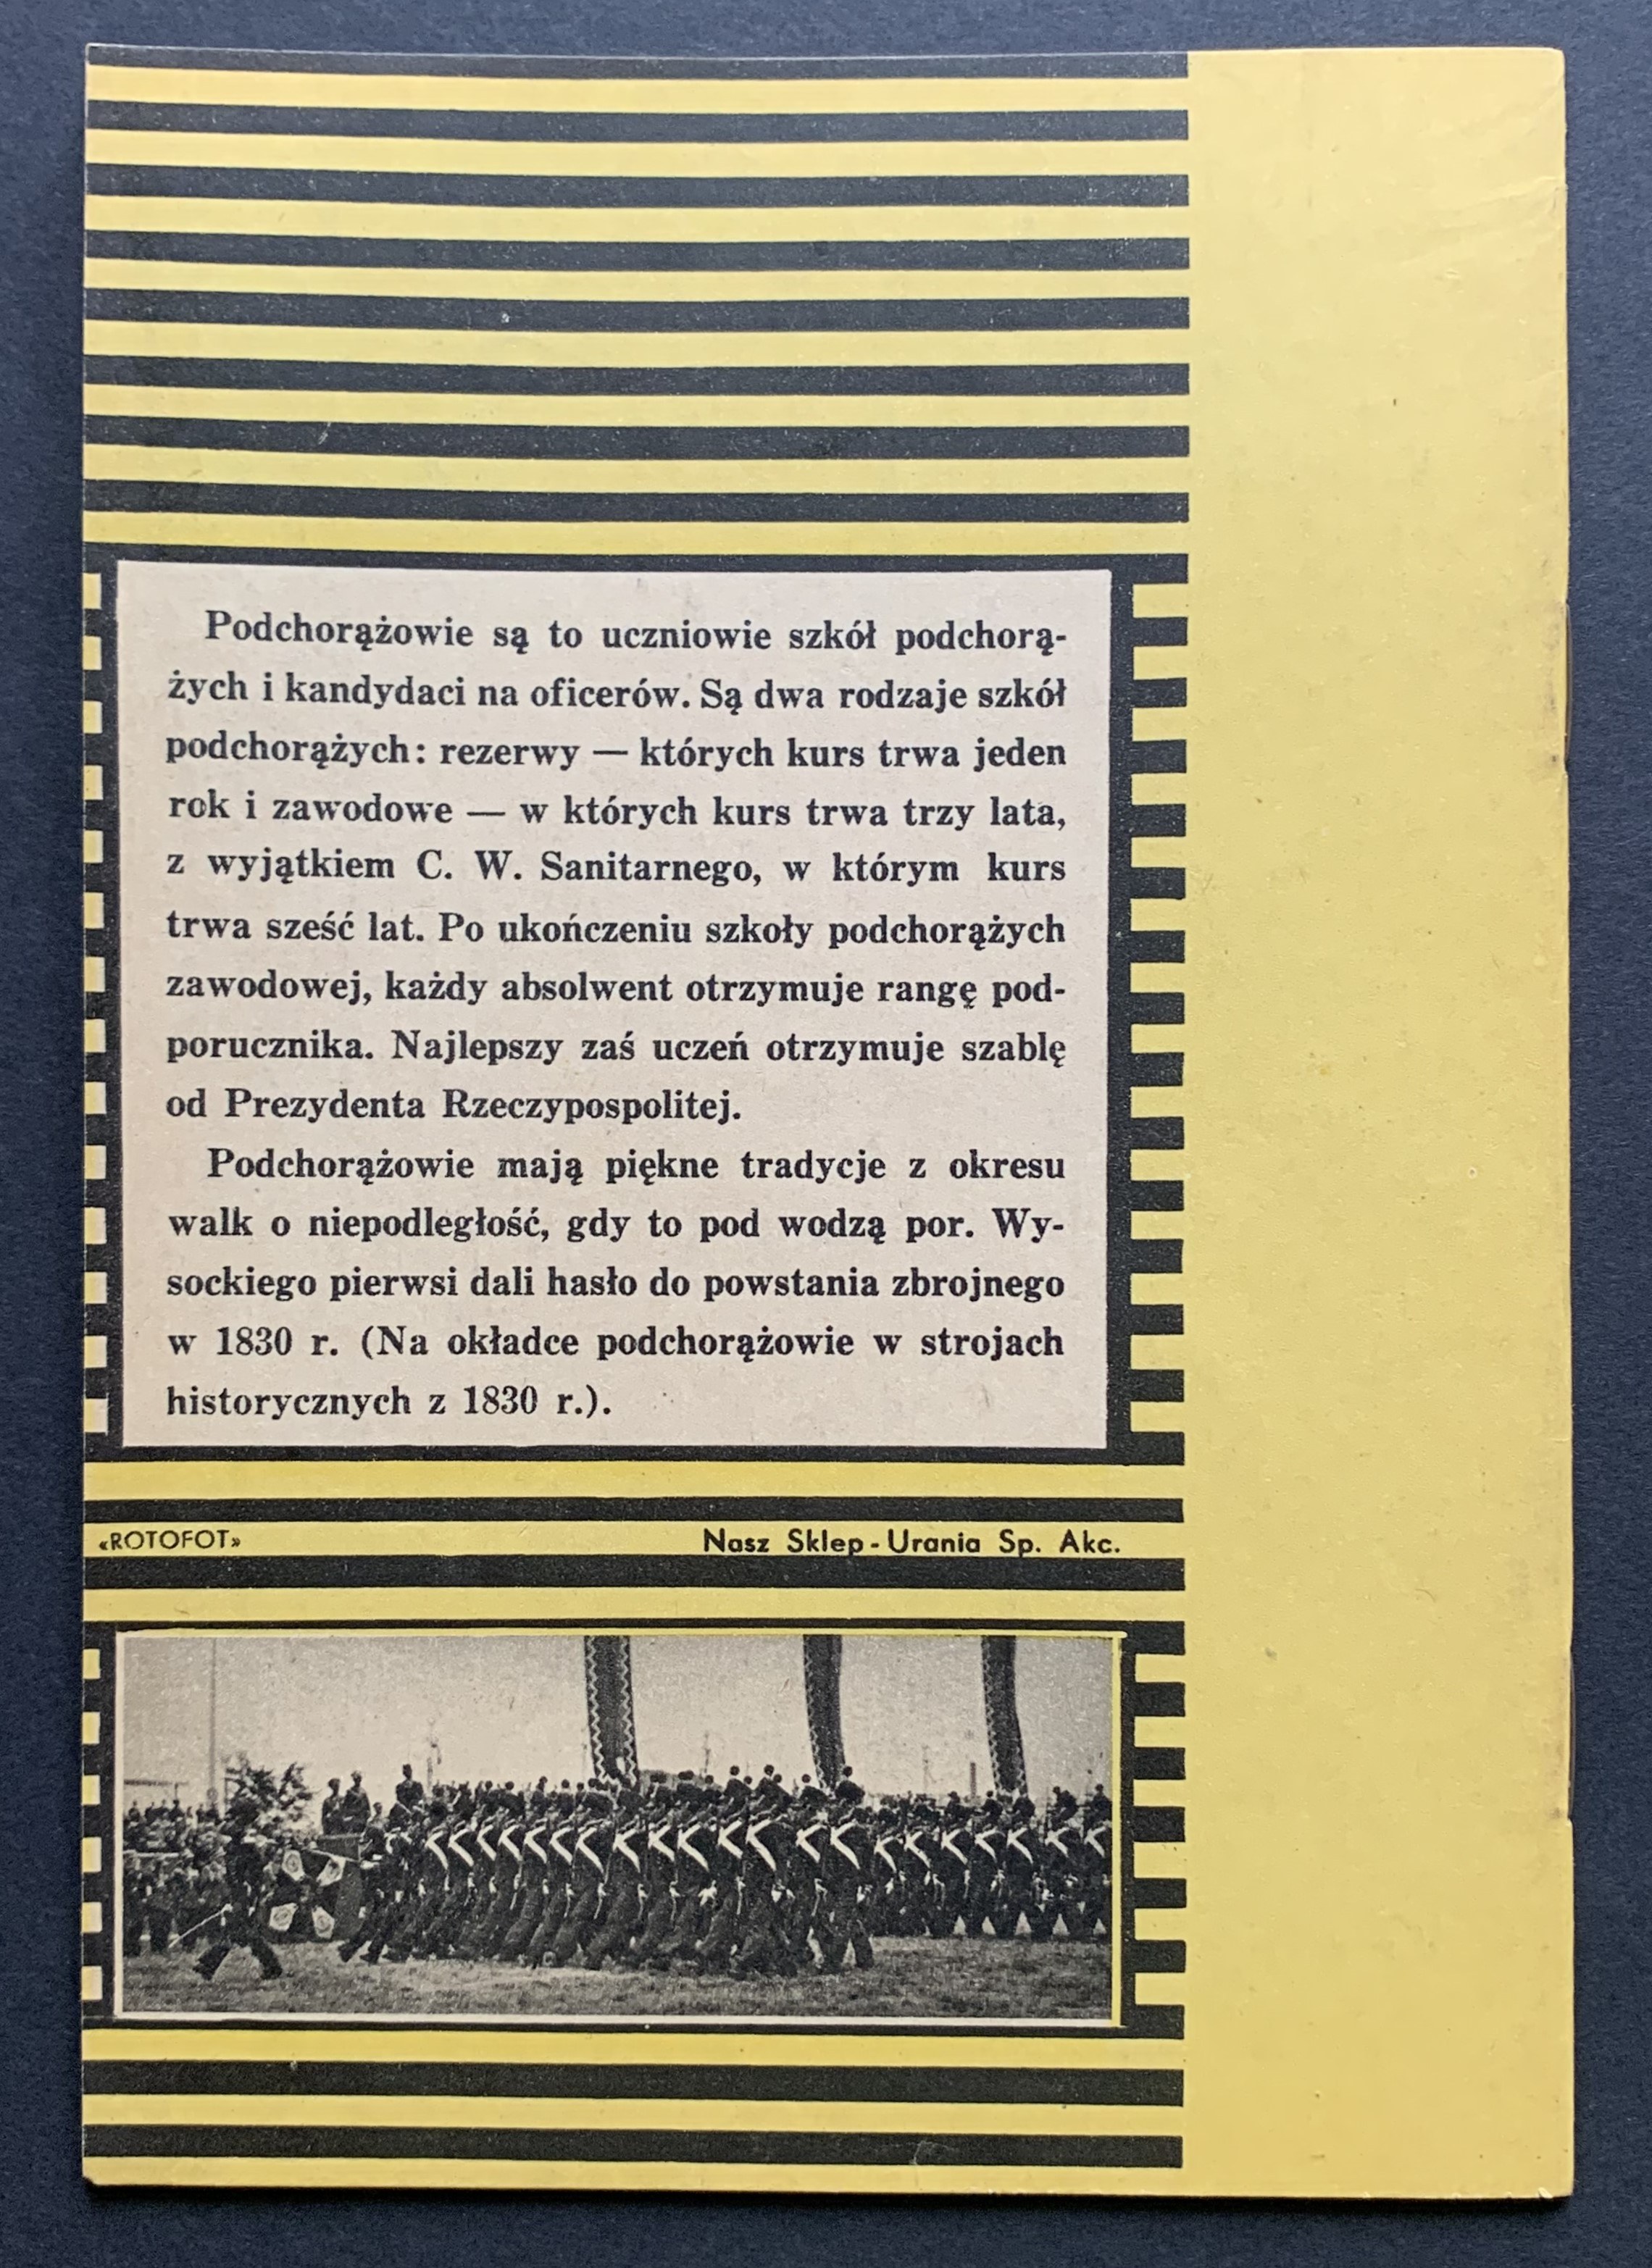 Podchorążowie są to uczniowie szkół podchorą-
żych i kandydaci na oficerów. Są dwa rodzaje szkół
podchorążych: rezerwy — których kurs trwa jeden
rok i zawodowe — w których kurs trwa trzy lata,
z wyjątkiem C. W. Sanitarnego, w którym kurs
trwa sześć lat. Po ukończeniu szkoły podchorążych
zawodowej, każdy absolwent otrzymuje rangę pod-
porucznika. Najlepszy zaś uczeń otrzymuje szablę
od Prezydenta Rzeczypospolitej.
Podchorążowie mają piękne tradycje z okresu
walk o niepodległość, gdy to pod wodzą por. Wy-
sockiego pierwsi dali hasło do powstania zbrojnego
w 1830 r. (Na okładce podchorążowie w strojach
historycznych z 1830 r.).
«ROTOFOT»
Nasz Sklep-Urania Sp. Akc.